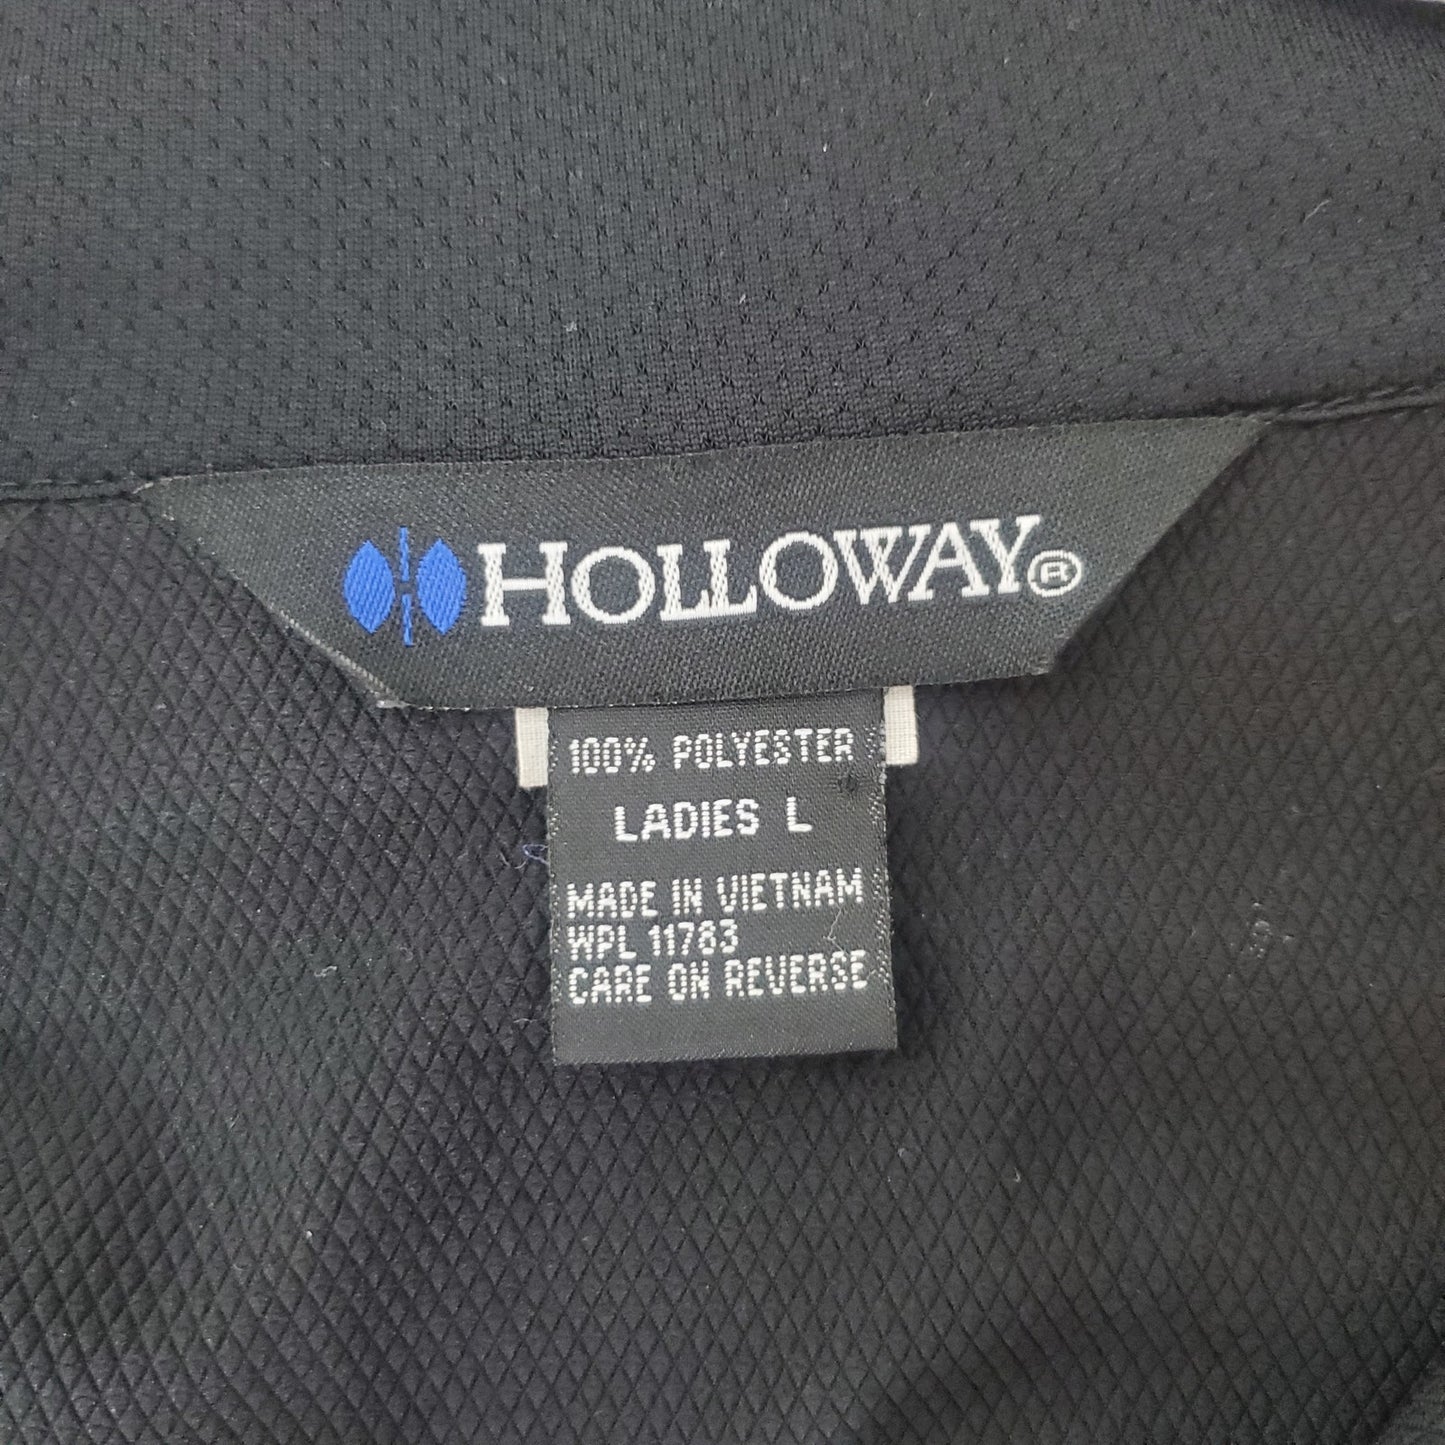 HOLLOWAY®
100% POLYESTER
LADIES L
MADE IN VIETNAM
WPL 11783
CARE ON REVERSE